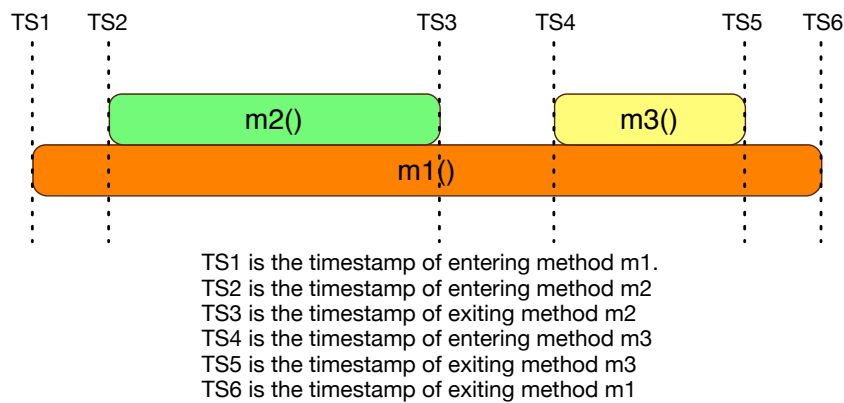 TS1 TS2 TS3 TS4 TS5 TS6
m2() m3()
m1()
TS1 is the timestamp of entering method m1.
TS2 is the timestamp of entering method m2
TS3 is the timestamp of exiting method m2
TS4 is the timestamp of entering method m3
TS5 is the timestamp of exiting method m3
TS6 is the timestamp of exiting method m1